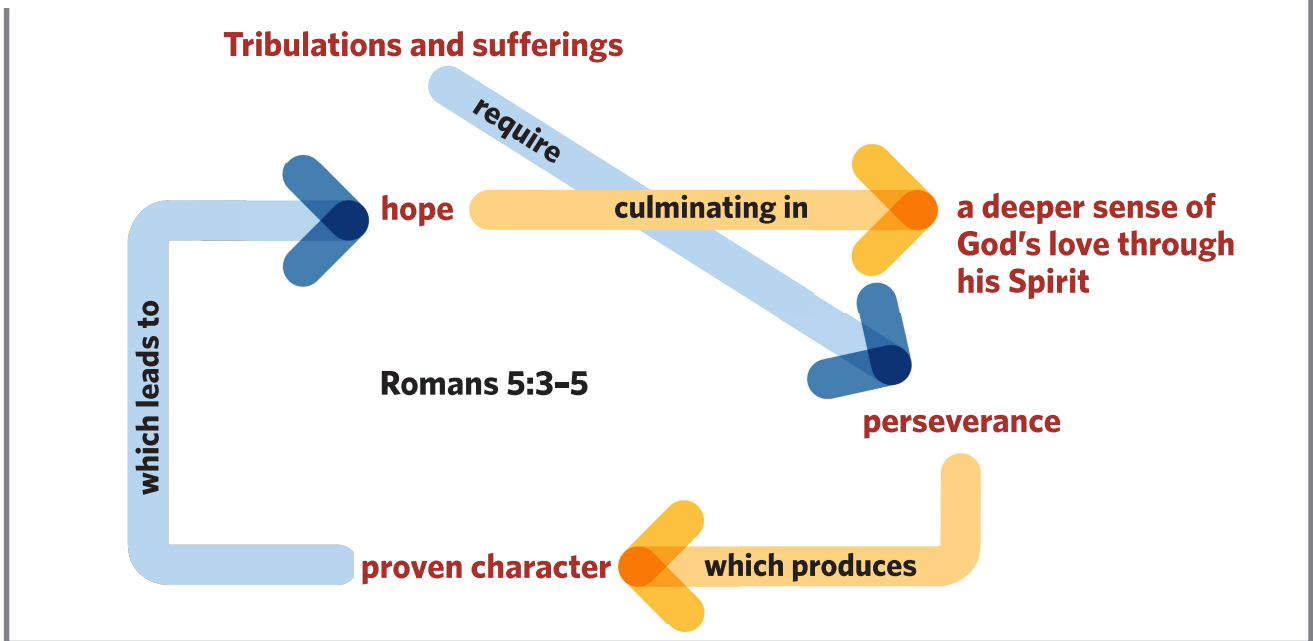 Tribulations and sufferings
require
hope
culminating in
a deeper sense of
God's love through
his Spirit
which leads to
Romans 5:3–5
perseverance
proven character
which produces